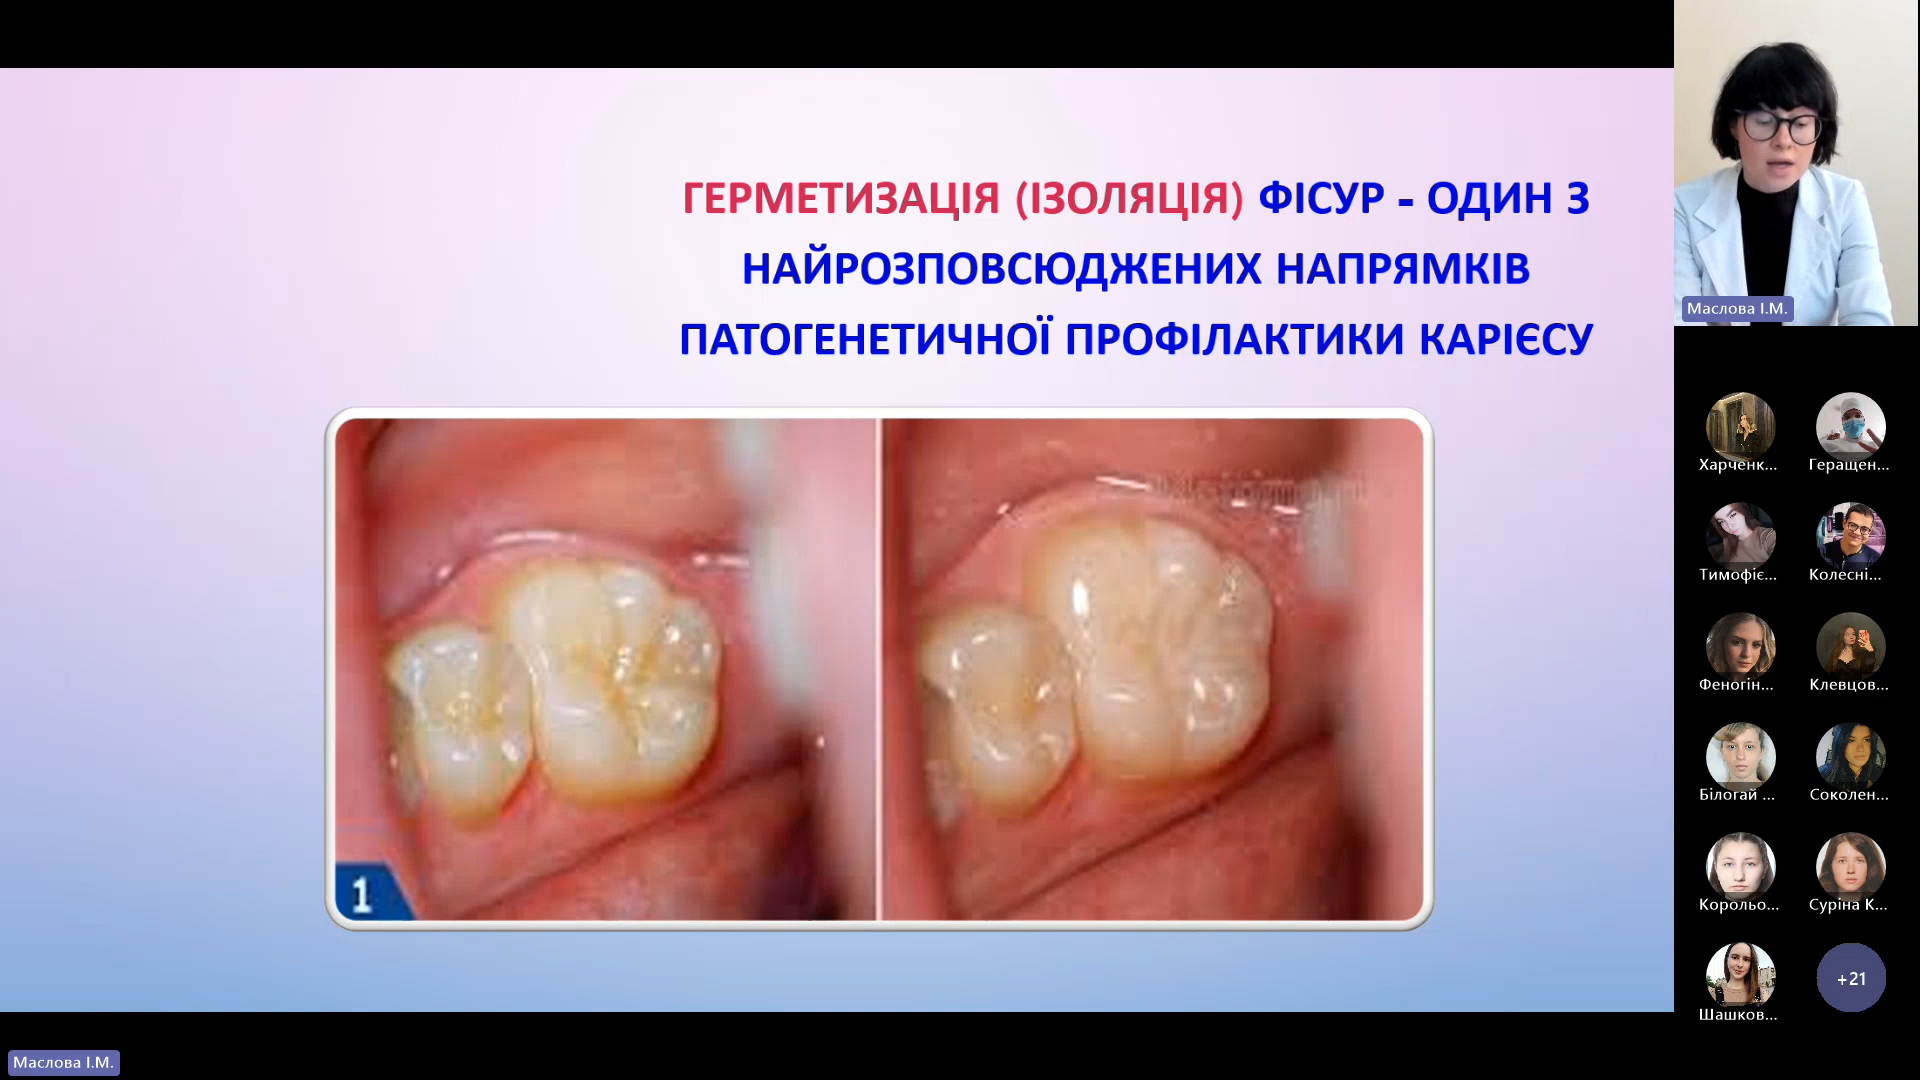 ГЕРМЕТИЗАЦІЯ (ІЗОЛЯЦІЯ) ФІСУР - ОДИН З
НАЙРОЗПОВСЮДЖЕНИХ НАПРЯМКІВ
ПАТОГЕНЕТИЧНОЇ ПРОФІЛАКТИКИ КАРІЄСУ
1
Маслова І.М.
Харченк...
Геращен...
Тимофіє...
Колесні...
Феногін...
Клевцов...
Білогай ...
Соколен...
Корольо...
Суріна К...
Шашков...
+21
Маслова І.М.